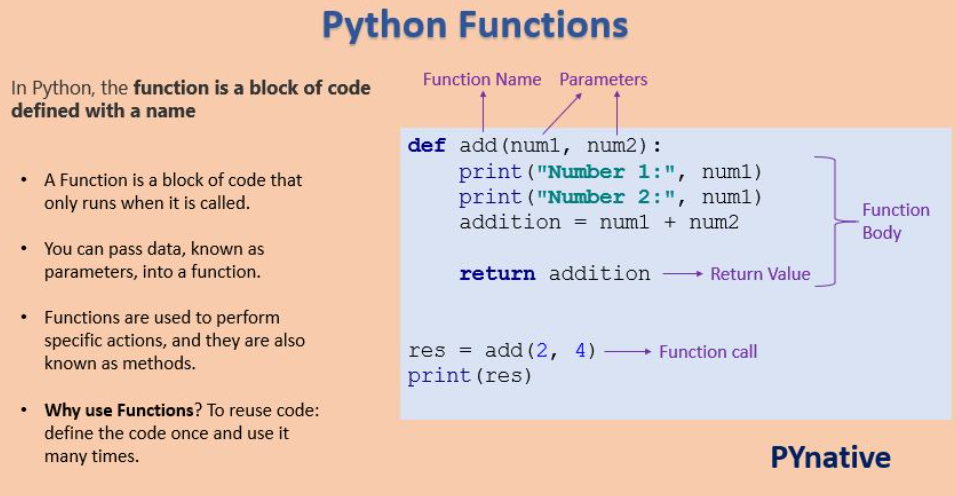 Python Functions
In Python, the function is a block of code
defined with a name
• A Function is a block of code that
only runs when it is called.
• You can pass data, known as
parameters, into a function.
• Functions are used to perform
specific actions, and they are also
known as methods.
• Why use Functions? To reuse code:
define the code once and use it
many times.
Function Name Parameters
def add(num1, num2):
    print("Number 1:", num1)
    print("Number 2:", num1)
    addition = num1 + num2
    return addition
Return Value
Function
Body
res = add(2, 4)
Function call
print(res)
PYnative